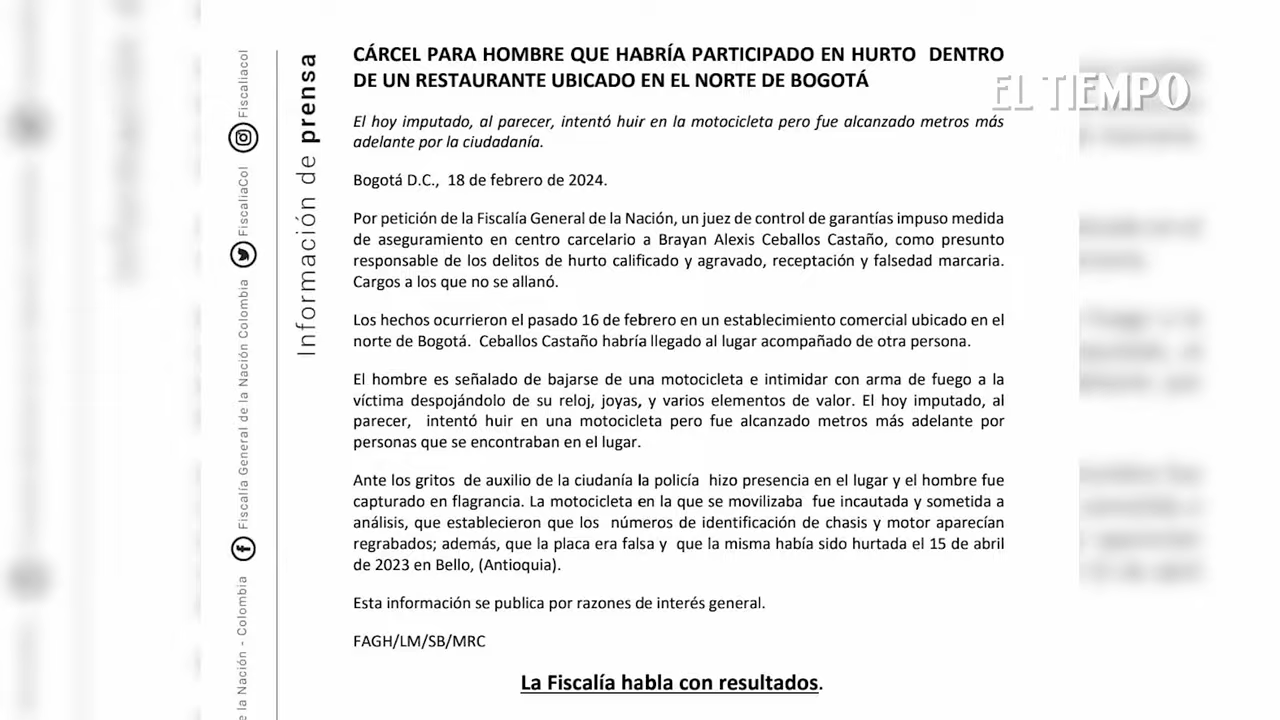 CÁRCEL PARA HOMBRE QUE HABRÍA PARTICIPADO EN HURTO DENTRO
DE UN RESTAURANTE UBICADO EN EL NORTE DE BOGOTÁ
EL TIEMPO
El hoy imputado, al parecer, intentó huir en la motocicleta pero fue alcanzado metros más
adelante por la ciudadanía.
Bogotá D.C., 18 de febrero de 2024.
Por petición de la Fiscalía General de la Nación, un juez de control de garantías impuso medida
de aseguramiento en centro carcelario a Brayan Alexis Ceballos Castaño, como presunto
responsable de los delitos de hurto calificado y agravado, receptación y falsedad marcaria.
Cargos a los que no se allanó.
Los hechos ocurrieron el pasado 16 de febrero en un establecimiento comercial ubicado en el
norte de Bogotá. Ceballos Castaño habría llegado al lugar acompañado de otra persona.
El hombre es señalado de bajarse de una motocicleta e intimidar con arma de fuego a la
víctima despojándolo de su reloj, joyas, y varios elementos de valor. El hoy imputado, al
parecer, intentó huir en una motocicleta pero fue alcanzado metros más adelante por
personas que se encontraban en el lugar.
Ante los gritos de auxilio de la ciudanía la policía hizo presencia en el lugar y el hombre fue
capturado en flagrancia. La motocicleta en la que se movilizaba fue incautada y sometida a
análisis, que establecieron que los números de identificación de chasis y motor aparecían
regrabados; además, que la placa era falsa y que la misma había sido hurtada el 15 de abril
de 2023 en Bello, (Antioquia).
Esta información se publica por razones de interés general.
FAGH/LM/SB/MRC
La Fiscalía habla con resultados.
Información de prensa
Fiscaliacol
FiscaliaCol
Fiscalía General de la Nación Colombia
e la Nación - Colombia